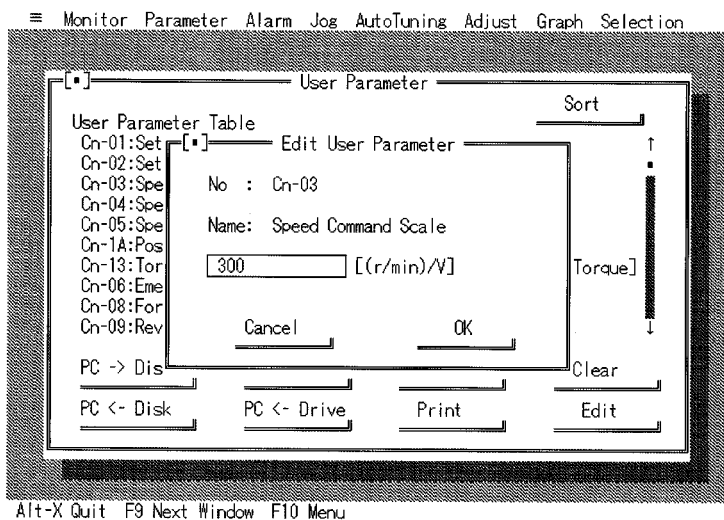 ≡ Monitor Parameter Alarm Jog AutoTuning Adjust Graph Selection
[▪] User Parameter
Sort
User Parameter Table
Cn-01:Set
Cn-02:Set
Cn-03:Spe
Cn-04:Spe
Cn-05:Spe
Cn-1A:Pos
Cn-13:Tor
Torque]
Cn-06:Eme
Cn-08:For
Cn-09:Rev
[▪] Edit User Parameter
No : Cn-03
Name: Speed Command Scale
300 [(r/min)/V]
Cancel OK
PC -> Dis Clear
PC <- Disk PC <- Drive Print Edit
Alt-X Quit F9 Next Window F10 Menu